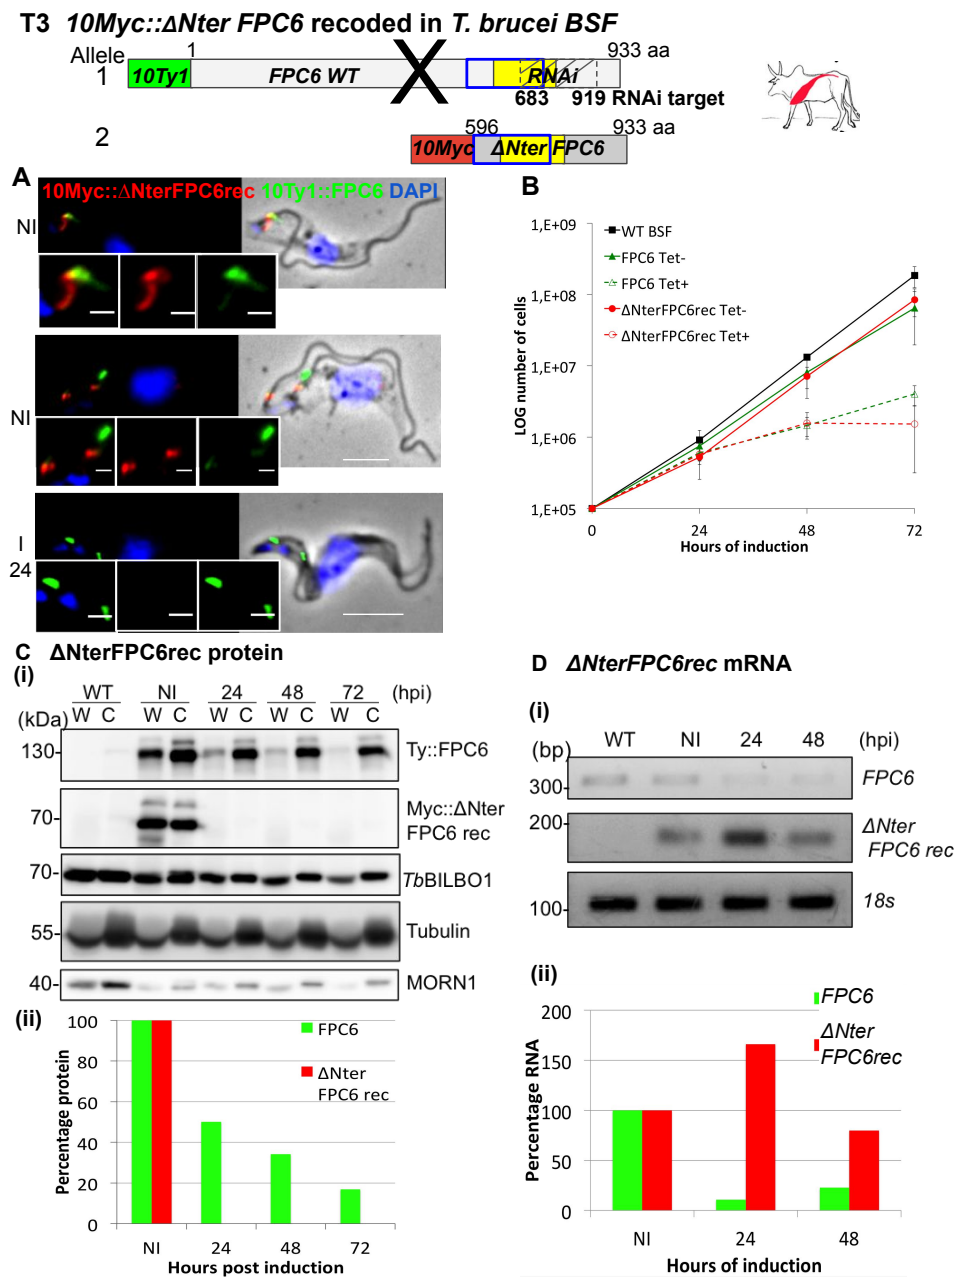 T3 10Myc::ΔNter FPC6 recoded in T. brucei BSF
Allele
1
933 aa
1
10Ty1
FPC6 WT
RNAi
683
919 RNAi target
2
596
933 aa
10Myc
ΔNter FPC6
A
10Myc::ΔNterFPC6rec 10Ty1::FPC6 DAPI
NI
NI
I
24
B
1,E+09
1,E+08
1,E+07
1,E+06
1,E+05
LOG number of cells
WT BSF
FPC6 Tet-
FPC6 Tet+
ΔNterFPC6rec Tet-
ΔNterFPC6rec Tet+
0 24 48 72
Hours of induction
C ΔNterFPC6rec protein
(i)
WT NI 24 48 72 (hpi)
(kDa) W C W C W C W C W C
130- Ty::FPC6
70- Myc::ΔNter
FPC6 rec
70- TbBILBO1
55- Tubulin
40- MORN1
(ii)
100
80
60
40
20
0
Percentage protein
FPC6
ΔNter
FPC6 rec
NI 24 48 72
Hours post induction
D ΔNterFPC6rec mRNA
(i)
(bp) WT NI 24 48 (hpi)
300- FPC6
200- ΔNter
FPC6 rec
100- 18s
(ii)
200
150
100
50
0
Percentage RNA
FPC6
ΔNter
FPC6rec
NI 24 48
Hours of induction